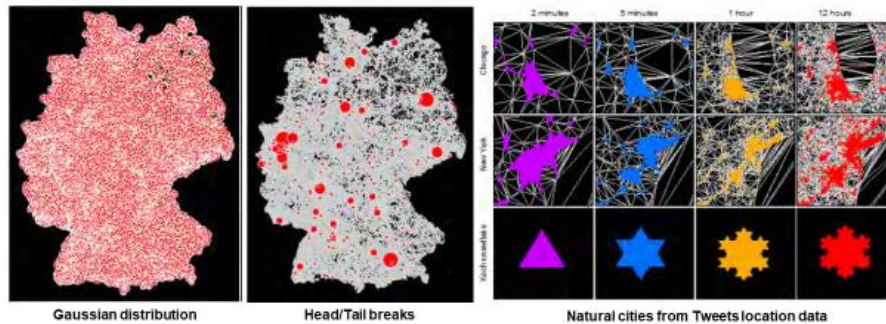 2 minutes
5 minutes
1 hour
12 hours
Chicago
New York
Koch snowflake
Gaussian distribution
Head/Tail breaks
Natural cities from Tweets location data